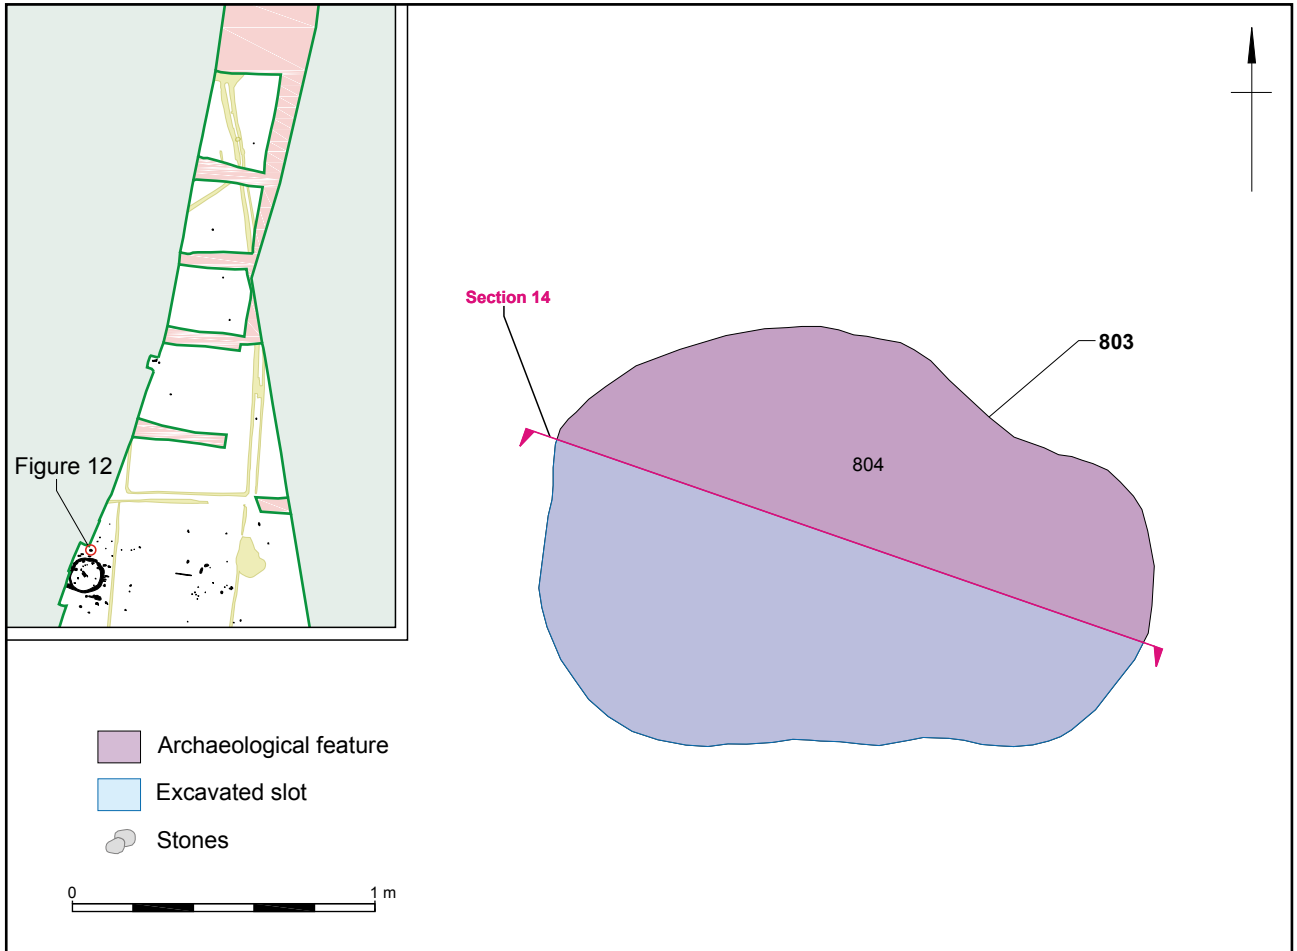 Figure 12
Section 14
803
804
Archaeological feature
Excavated slot
Stones
0 1 m